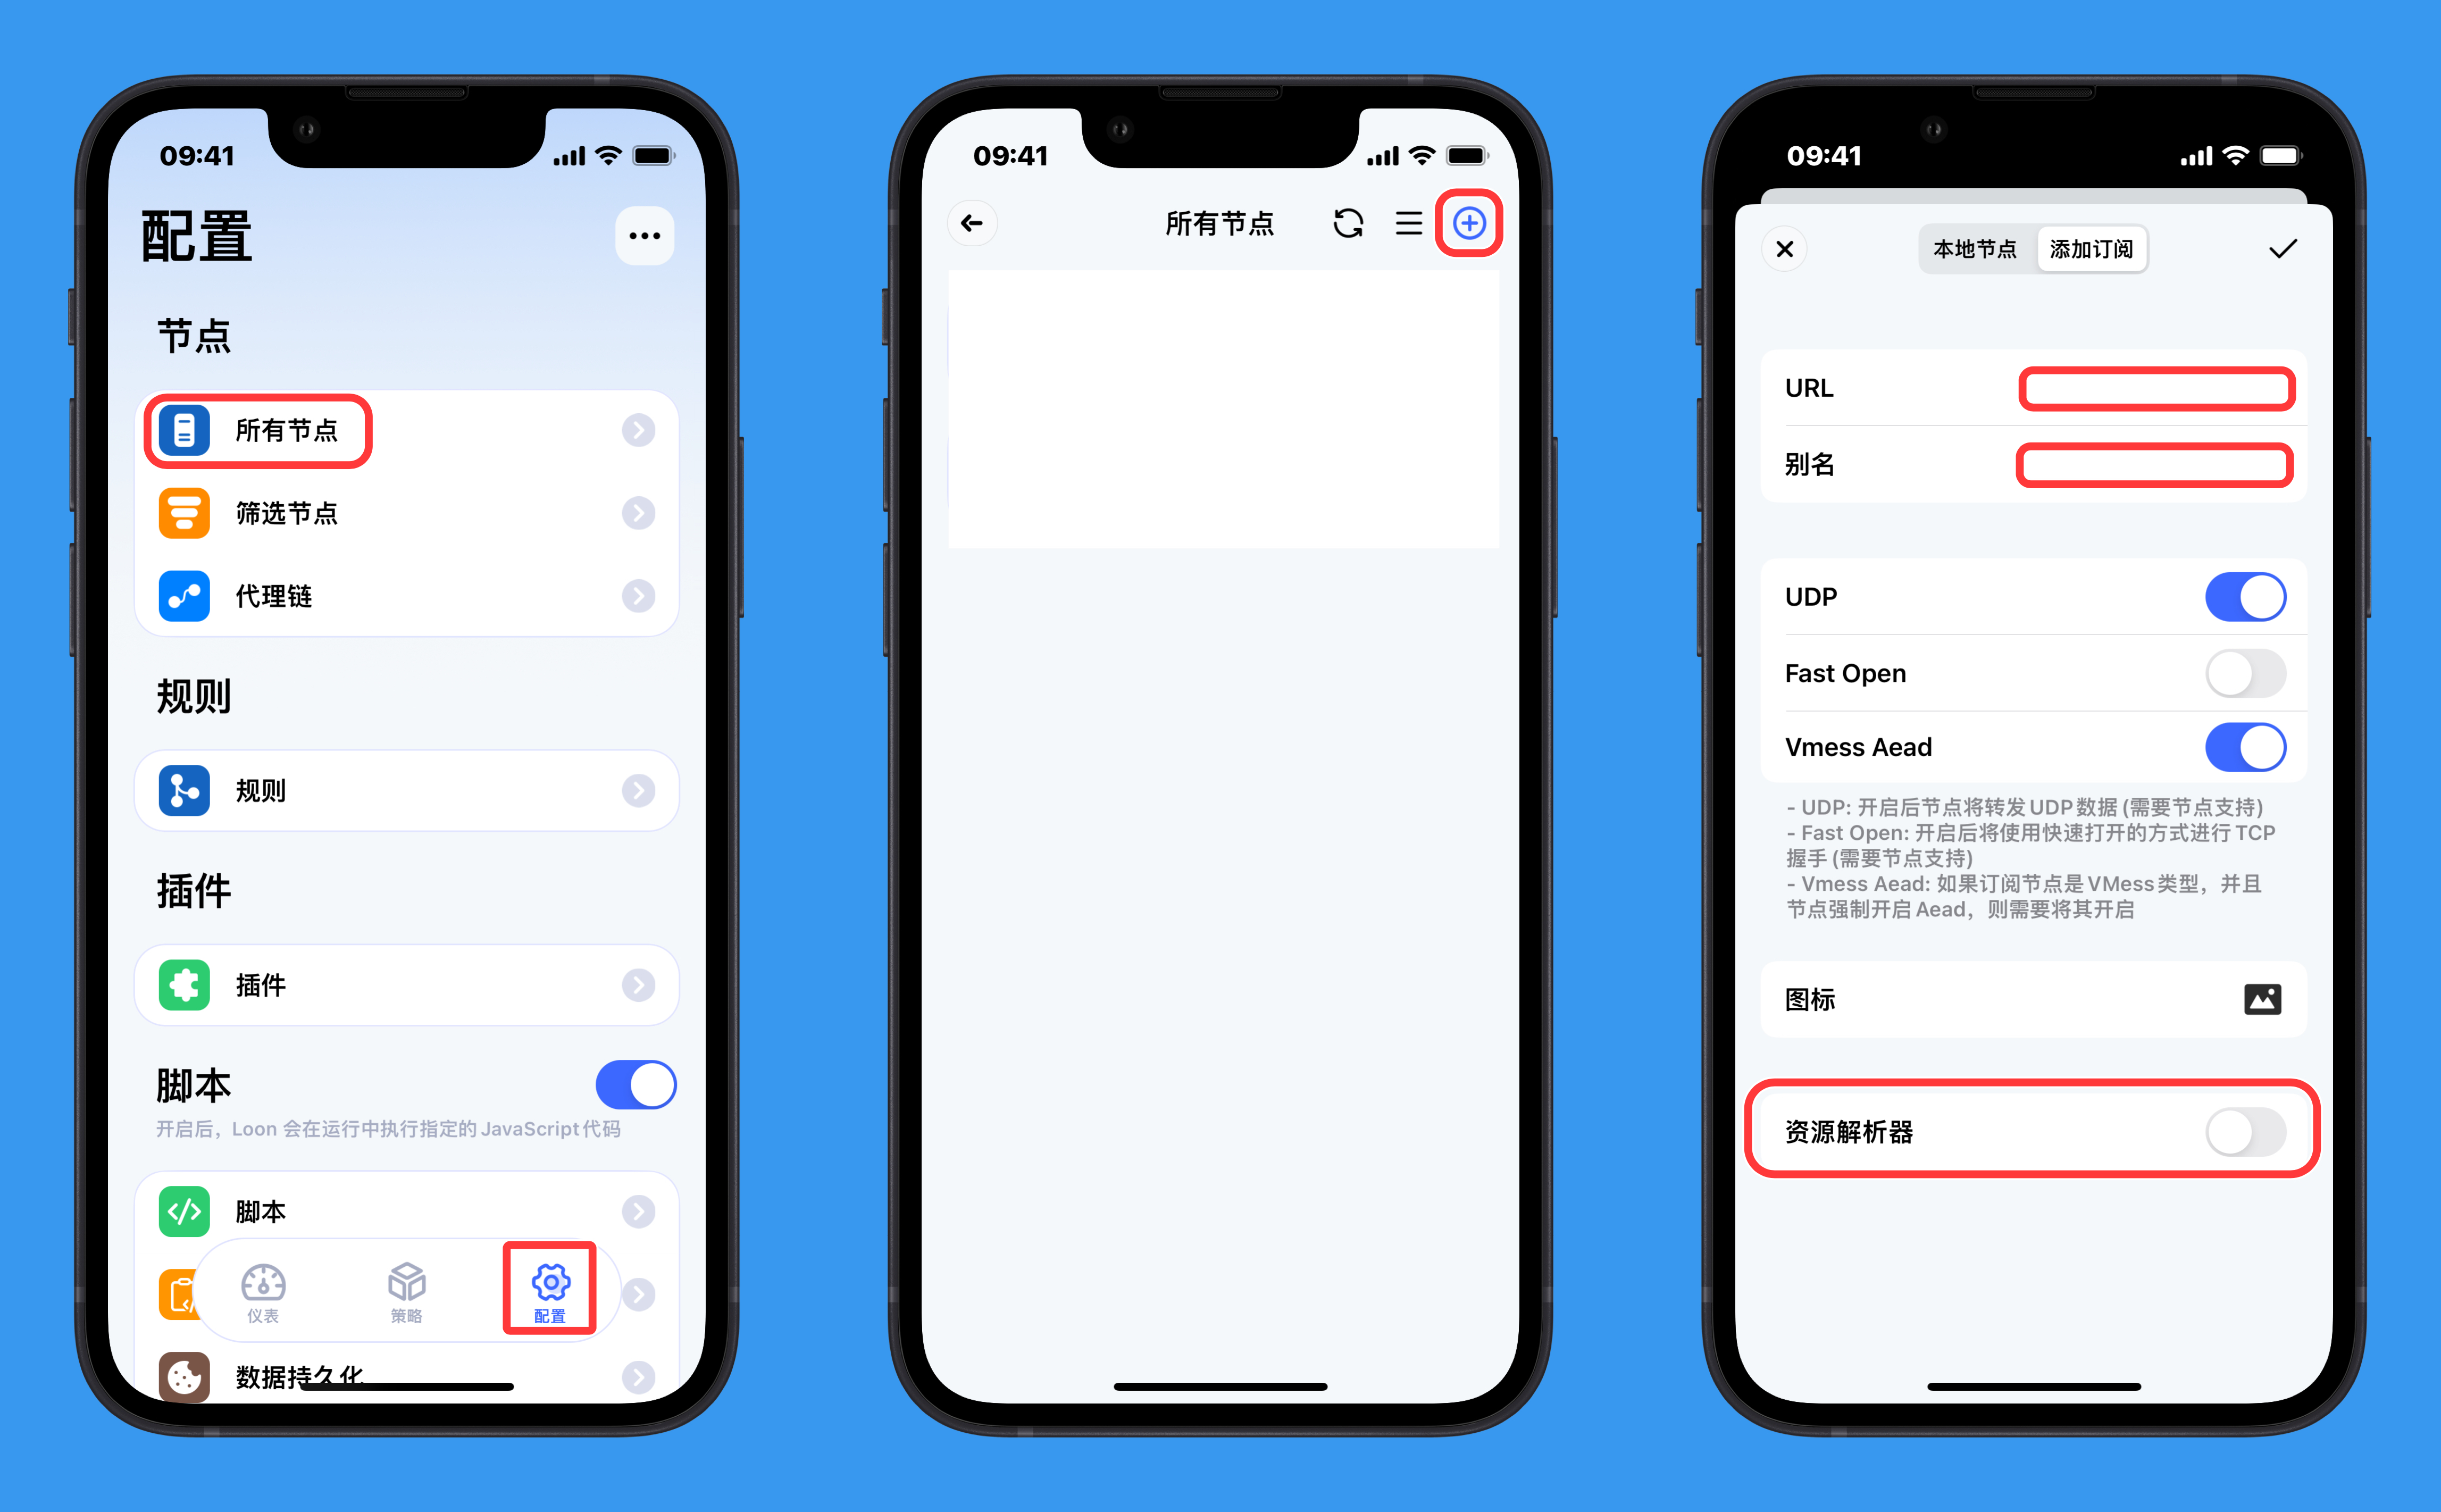 09:41
配置
节点
所有节点
筛选节点
代理链
规则
规则
插件
插件
脚本
开启后，Loon 会在运行中执行指定的 JavaScript 代码
脚本
仪表
策略
配置
数据持久化
09:41
所有节点
09:41
本地节点
添加订阅
URL
别名
UDP
Fast Open
Vmess Aead
- UDP: 开启后节点将转发 UDP 数据 (需要节点支持)
- Fast Open: 开启后将使用快速打开的方式进行 TCP
握手 (需要节点支持)
- Vmess Aead: 如果订阅节点是 VMess 类型，并且
节点强制开启 Aead，则需要将其开启
图标
资源解析器